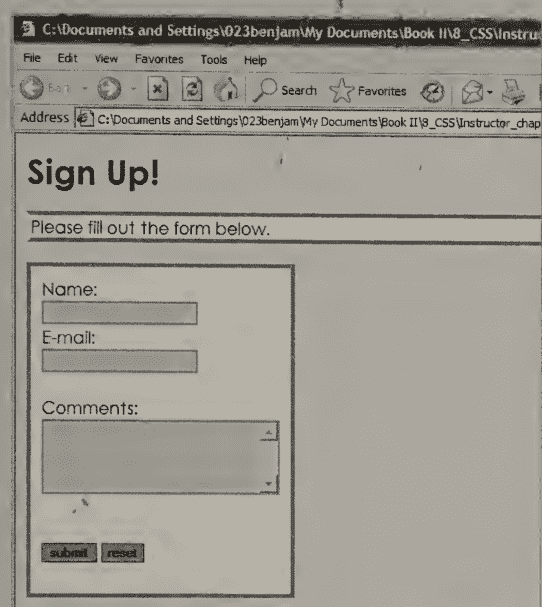 C:\Documents and Settings\023benjam\My Documents\Book II\8_CSS\Instruc
File Edit View Favorites Tools Help
Back Search Favorites
Address C:\Documents and Settings\023benjam\My Documents\Book II\8_CSS\Instructor_chap
Sign Up!
Please fill out the form below.
Name:
E-mail:
Comments:
submit reset